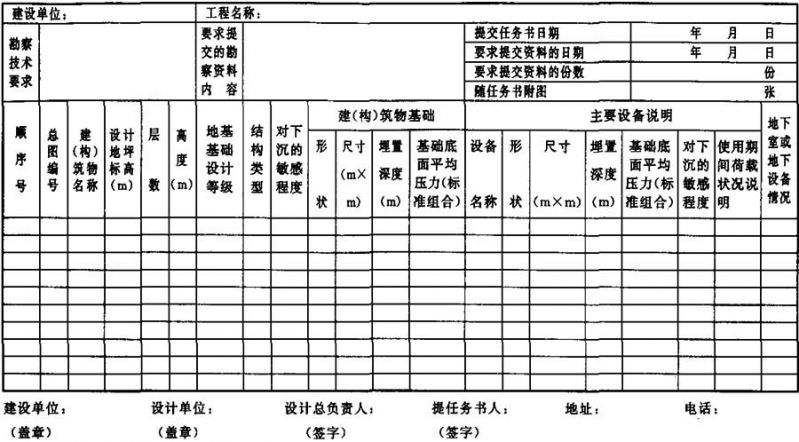 建设单位： 工程名称：
勘察
技术
要求
要求提
交的勘
察资料
内 容
提交任务书日期 年 月 日
要求提交资料的日期 年 月 日
要求提交资料的份数 份
随任务书附图 张
顺
序
号
总
图
编
号
建
(构)
筑物
名称
设计
地坪
标高
(m)
层
数
高
度
(m)
地基
基础
设计
等级
结
构
类
型
对下
沉的
敏感
程度
建(构)筑物基础
形
状
尺寸
(m×
m)
埋置
深度
(m)
基础底
面平均
压力(标
准组合)
主要设备说明
设备
名称
形
状
尺寸
(m×m)
埋置
深度
(m)
基础底
面平均
压力(标
准组合)
对下
沉的
敏感
程度
使用期
间荷载
状况说
明
地下
室或
地下
设备
情况
建设单位： 设计单位： 设计总负责人： 提任务书人： 地址： 电话：
(盖章) (盖章) (签字) (签字)